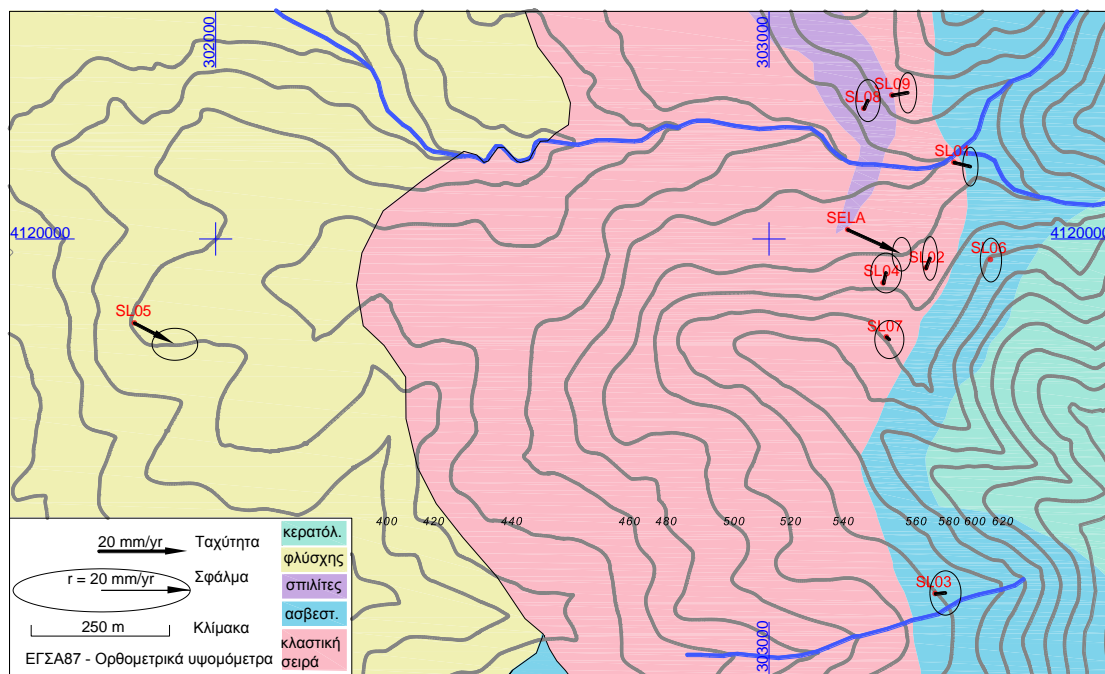 302000
303000
SL09
SL08
SL01
4120000
SELA
4120000
SL02
SL06
SL04
SL05
SL07
400 420 440 460 480 500 520 540 560 580 600 620
20 mm/yr Ταχύτητα
r = 20 mm/yr Σφάλμα
250 m Κλίμακα
ΕΓΣΑ87 - Ορθομετρικά υψομόμετρα
κερατόλ.
φλύσχης
σπιλίτες
ασβεστ.
κλαστική
σειρά
SL03
303000